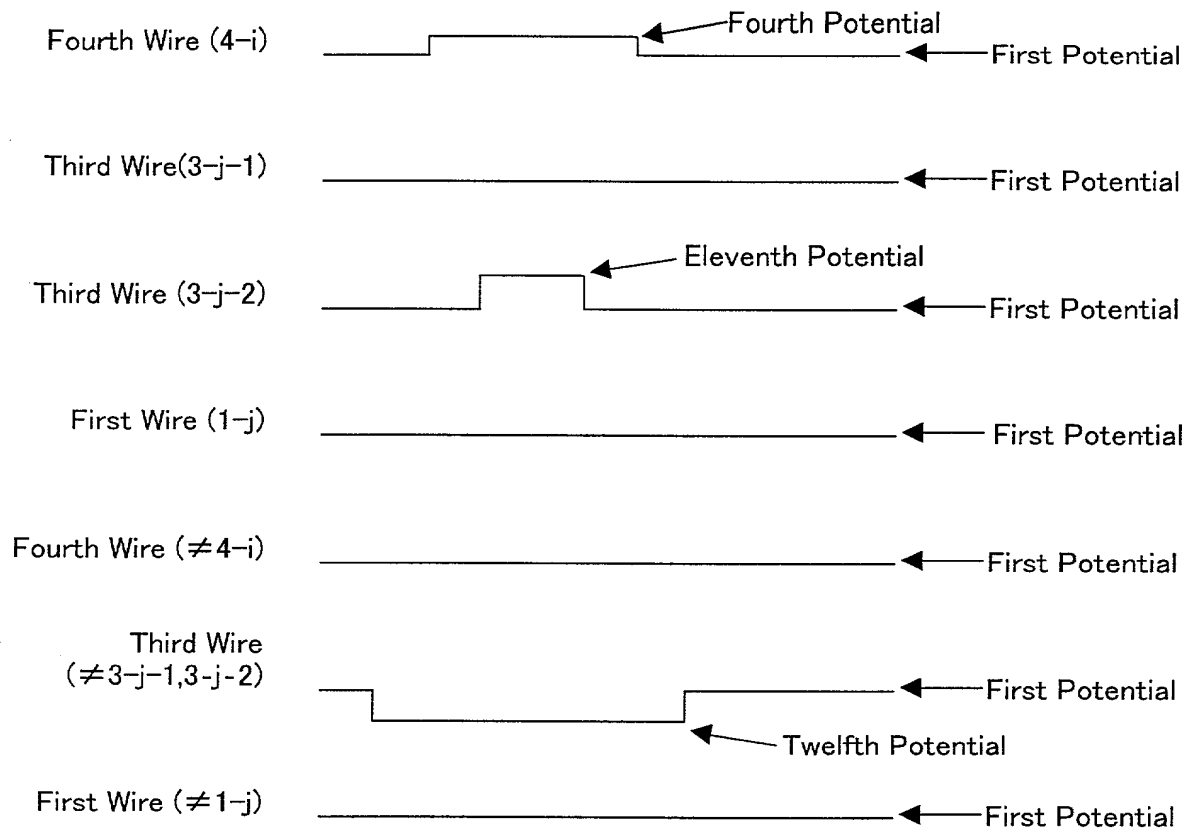 Fourth Wire (4-i)
Fourth Potential
First Potential
Third Wire(3-j-1)
First Potential
Third Wire (3-j-2)
Eleventh Potential
First Potential
First Wire (1-j)
First Potential
Fourth Wire (≠4-i)
First Potential
Third Wire
(≠3-j-1,3-j-2)
First Potential
Twelfth Potential
First Wire (≠1-j)
First Potential